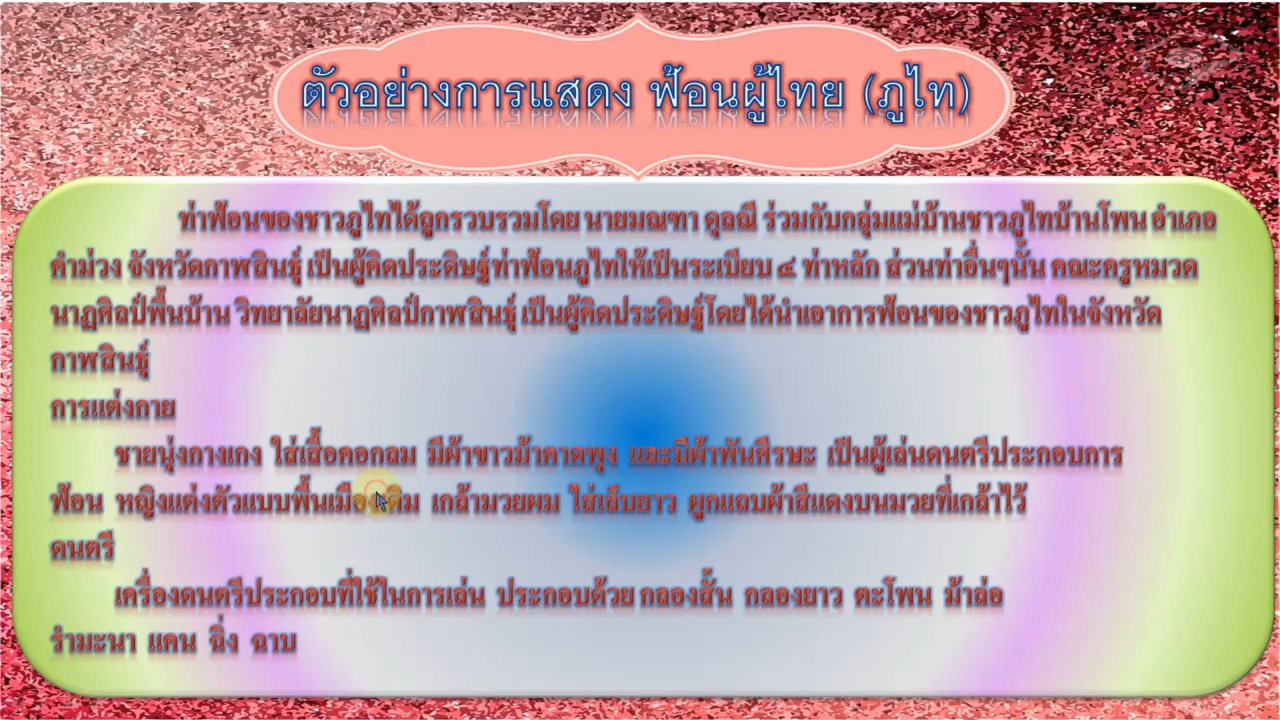 ตัวอย่างการแสดง ฟ้อนผู้ไทย (ภูไท)
ท่าฟ้อนของชาวภูไทได้ถูกรวบรวมโดย นายมณฑา ดุลณี ร่วมกับกลุ่มแม่บ้านชาวภูไทบ้านโพน อำเภอ
คำม่วง จังหวัดกาฬสินธุ์ เป็นผู้คิดประดิษฐ์ท่าฟ้อนภูไทให้เป็นระเบียบ ๔ ท่าหลัก ส่วนท่าอื่นๆนั้น คณะครูหมวด
นาฏศิลป์พื้นบ้าน วิทยาลัยนาฏศิลป์กาฬสินธุ์ เป็นผู้คิดประดิษฐ์โดยได้นำเอาการฟ้อนของชาวภูไทในจังหวัด
กาฬสินธุ์
การแต่งกาย
ชายนุ่งกางเกง ใส่เสื้อคอกลม มีผ้าขาวม้าคาดพุง และมีผ้าพันศีรษะ เป็นผู้เล่นดนตรีประกอบการ
ฟ้อน หญิงแต่งตัวแบบพื้นเมืองเดิม เกล้ามวยผม ใส่เล็บยาว ผูกแถบผ้าสีแดงบนมวยที่เกล้าไว้
ดนตรี
เครื่องดนตรีประกอบที่ใช้ในการเล่น ประกอบด้วย กลองสั้น กลองยาว ตะโพน ม้าล่อ
รำมะนา แคน ฉิ่ง ฉาบ